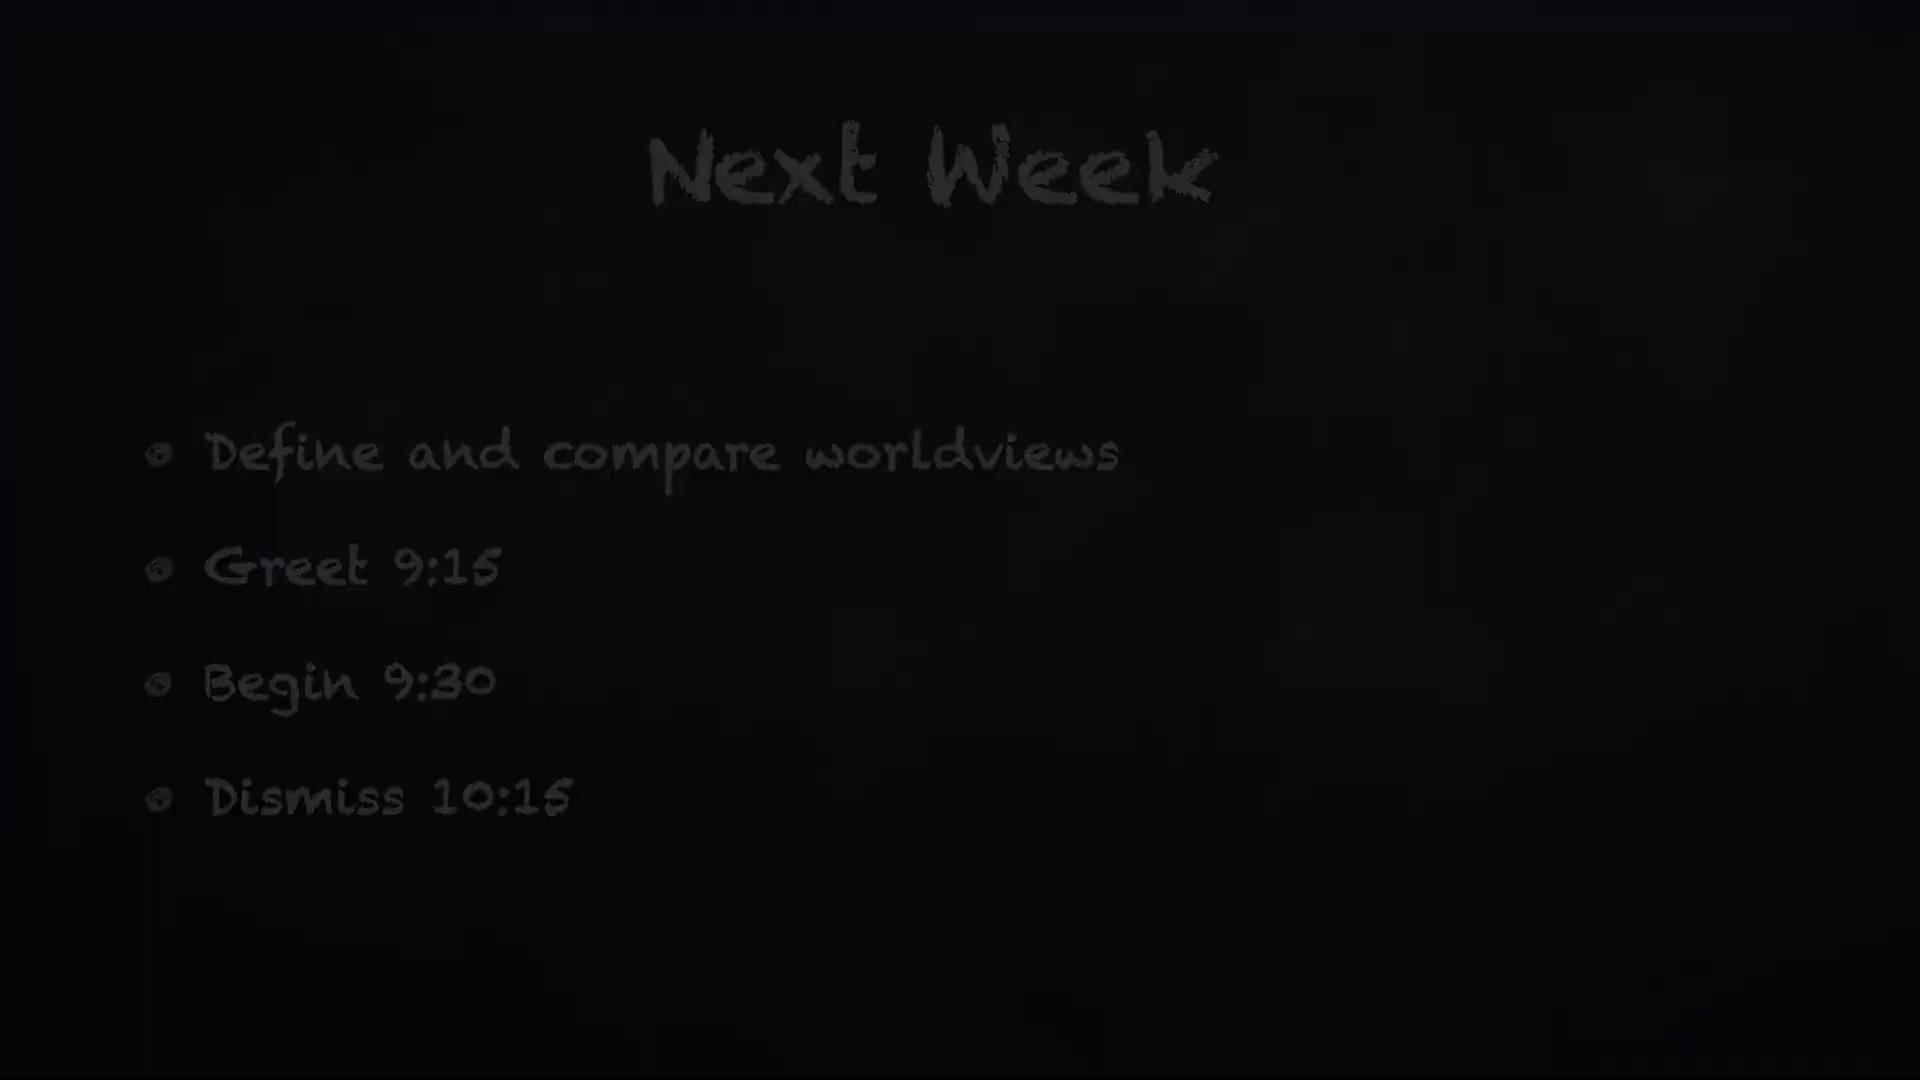 Next Week
• Define and compare worldviews
• Greet 9:15
• Begin 9:30
• Dismiss 10:15